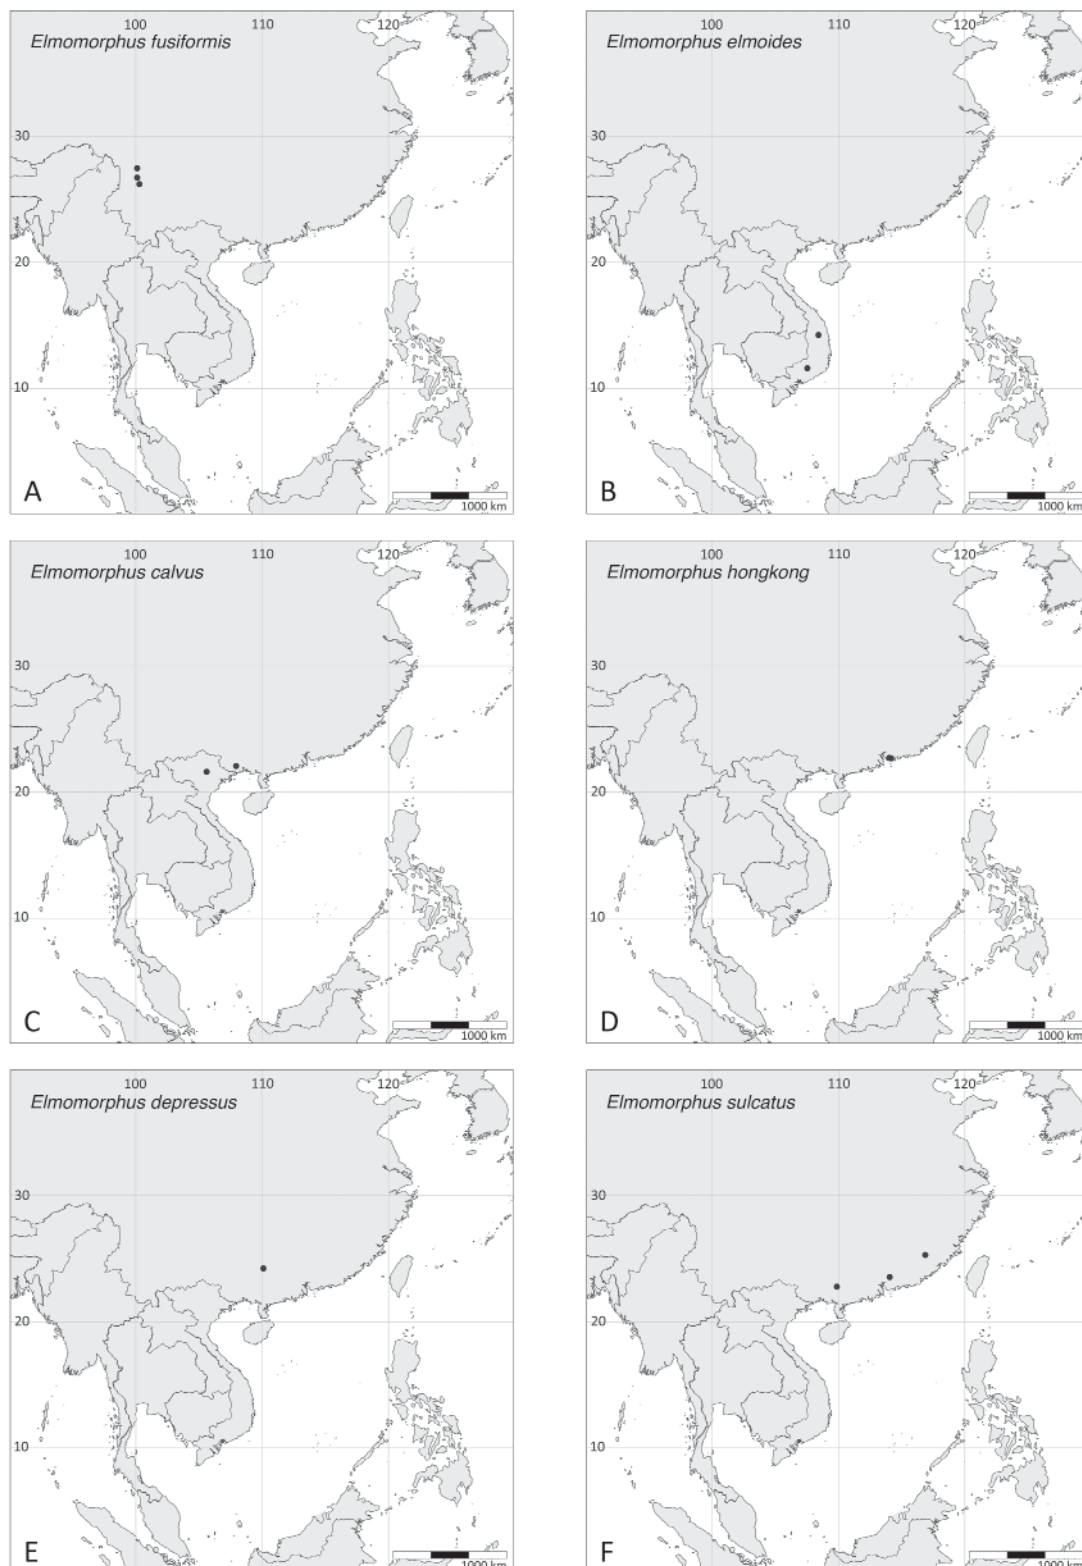 100 110 120
Elmomorphus fusiformis
30
20
10
A
1000 km
100 110 120
Elmomorphus elmoides
30
20
10
B
1000 km
100 110 120
Elmomorphus calvus
30
20
10
C
1000 km
100 110 120
Elmomorphus hongkong
30
20
10
D
1000 km
100 110 120
Elmomorphus depressus
30
20
10
E
1000 km
100 110 120
Elmomorphus sulcatus
30
20
10
F
1000 km